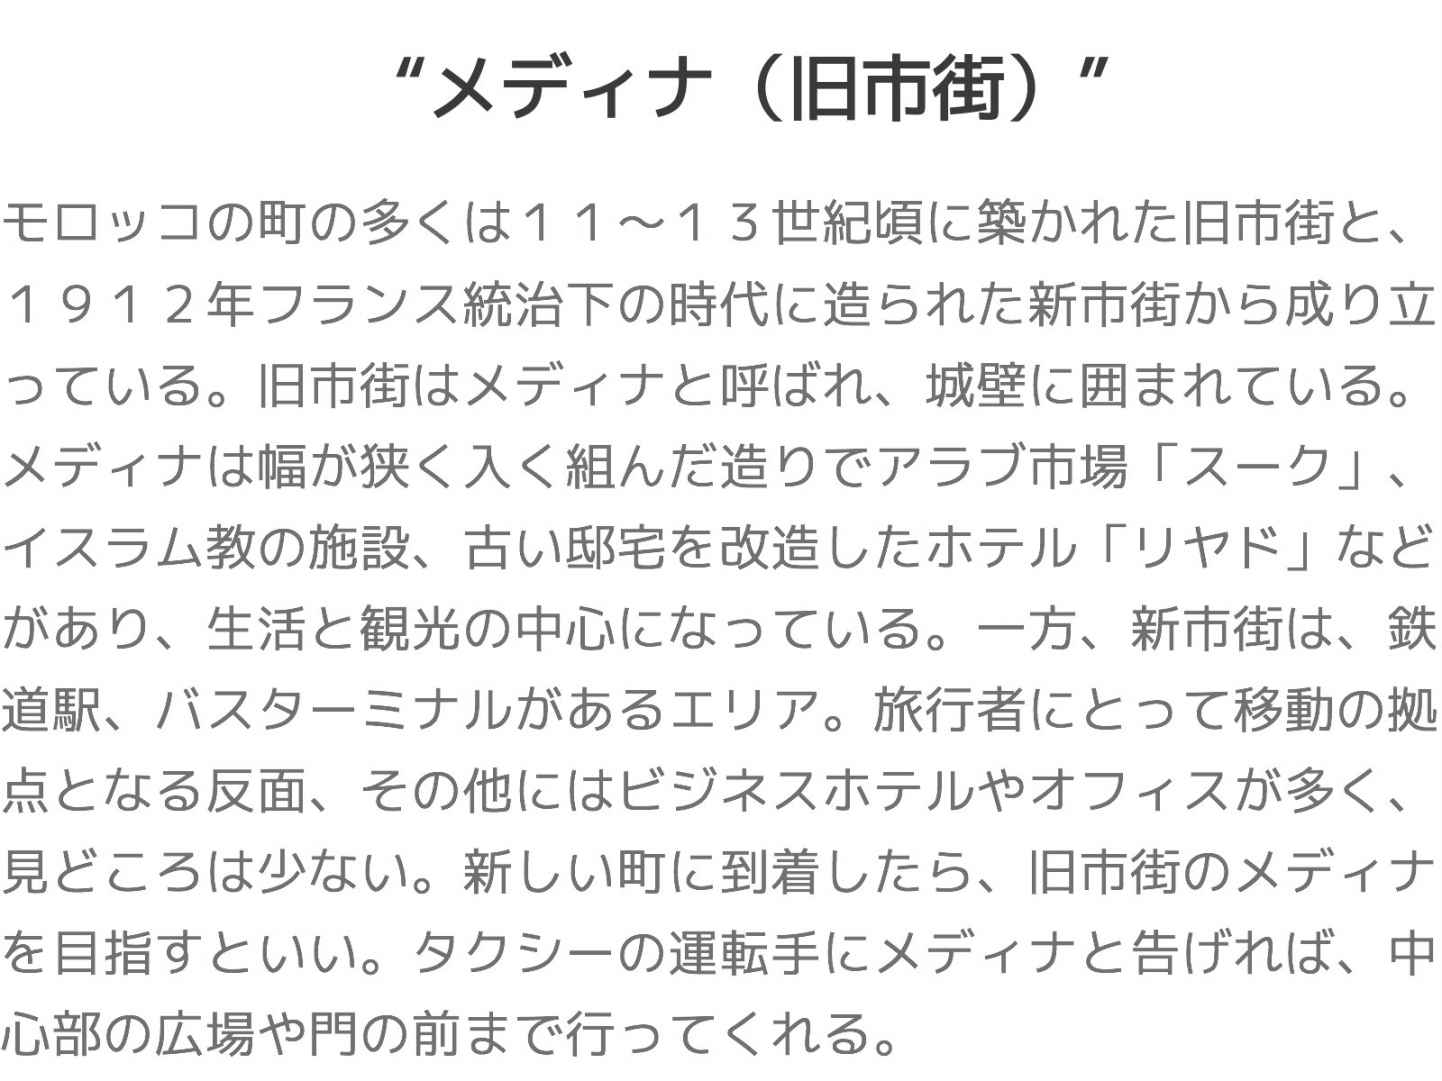 “メディナ（旧市街）”
モロッコの町の多くは１１～１３世紀頃に築かれた旧市街と、
１９１２年フランス統治下の時代に造られた新市街から成り立
っている。旧市街はメディナと呼ばれ、城壁に囲まれている。
メディナは幅が狭く入く組んだ造りでアラブ市場「スーク」、
イスラム教の施設、古い邸宅を改造したホテル「リヤド」など
があり、生活と観光の中心になっている。一方、新市街は、鉄
道駅、バスターミナルがあるエリア。旅行者にとって移動の拠
点となる反面、その他にはビジネスホテルやオフィスが多く、
見どころは少ない。新しい町に到着したら、旧市街のメディナ
を目指すといい。タクシーの運転手にメディナと告げれば、中
心部の広場や門の前まで行ってくれる。